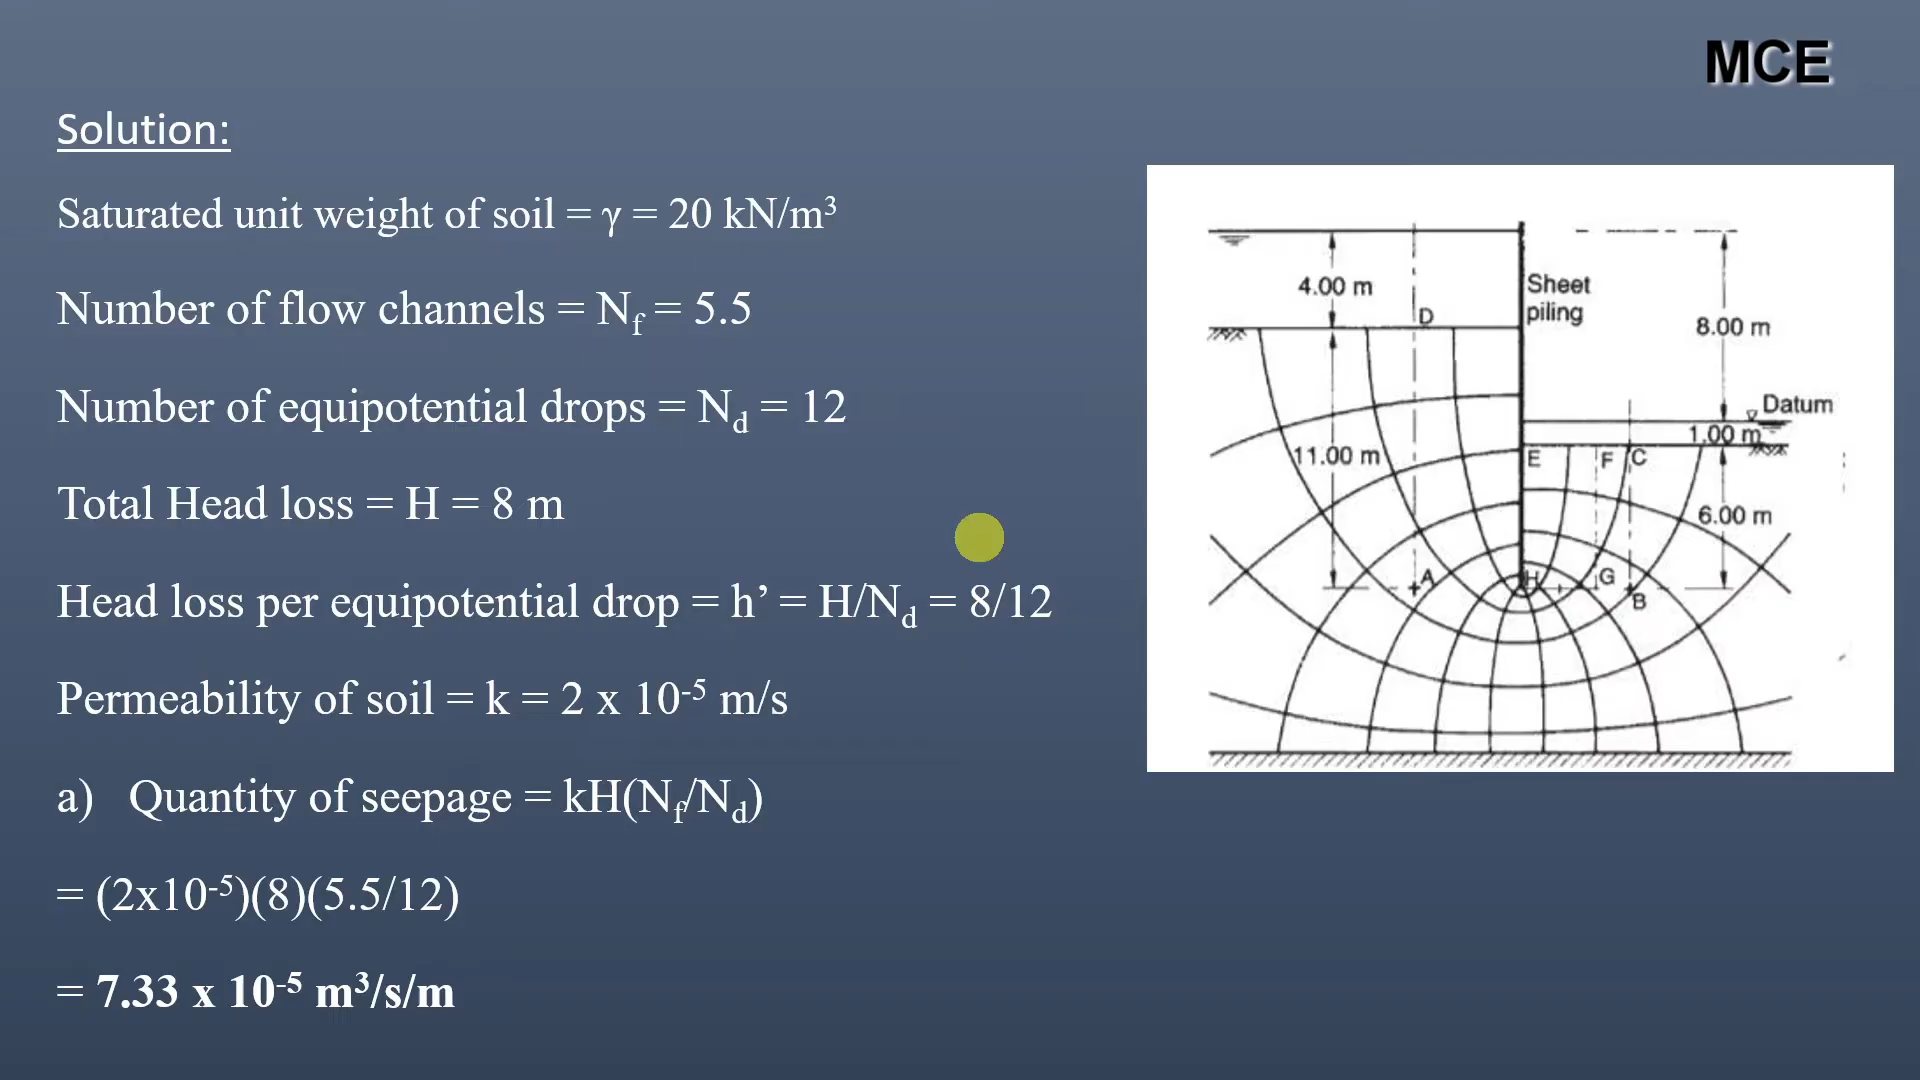 MCE
Solution:
Saturated unit weight of soil = γ = 20 kN/m³
Number of flow channels = N_f = 5.5
Number of equipotential drops = N_d = 12
Total Head loss = H = 8 m
Head loss per equipotential drop = h’ = H/N_d = 8/12
Permeability of soil = k = 2 x 10⁻⁵ m/s
a) Quantity of seepage = kH(N_f/N_d)
= (2x10⁻⁵)(8)(5.5/12)
= 7.33 x 10⁻⁵ m³/s/m
4.00 m
Sheet
piling
D
8.00 m
Datum
1.00 m
11.00 m
E
F
C
6.00 m
A
H
G
B